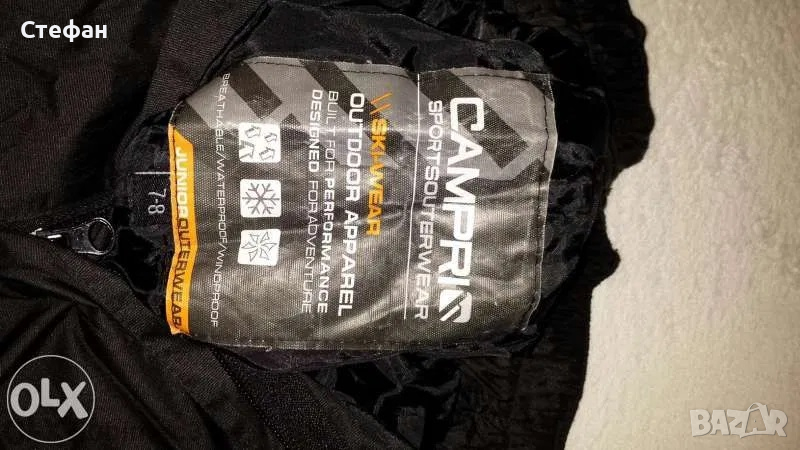 Стефан
CAMPRI
SPORTSOUTERWEAR
\\\SKI-WEAR
OUTDOOR APPAREL
BUILT FOR PERFORMANCE
DESIGNED FOR ADVENTURE
BREATHABLE/WATERPROOF/WINDPROOF
JUNIOR OUTERWEAR
7-8
OLX
BAZAR